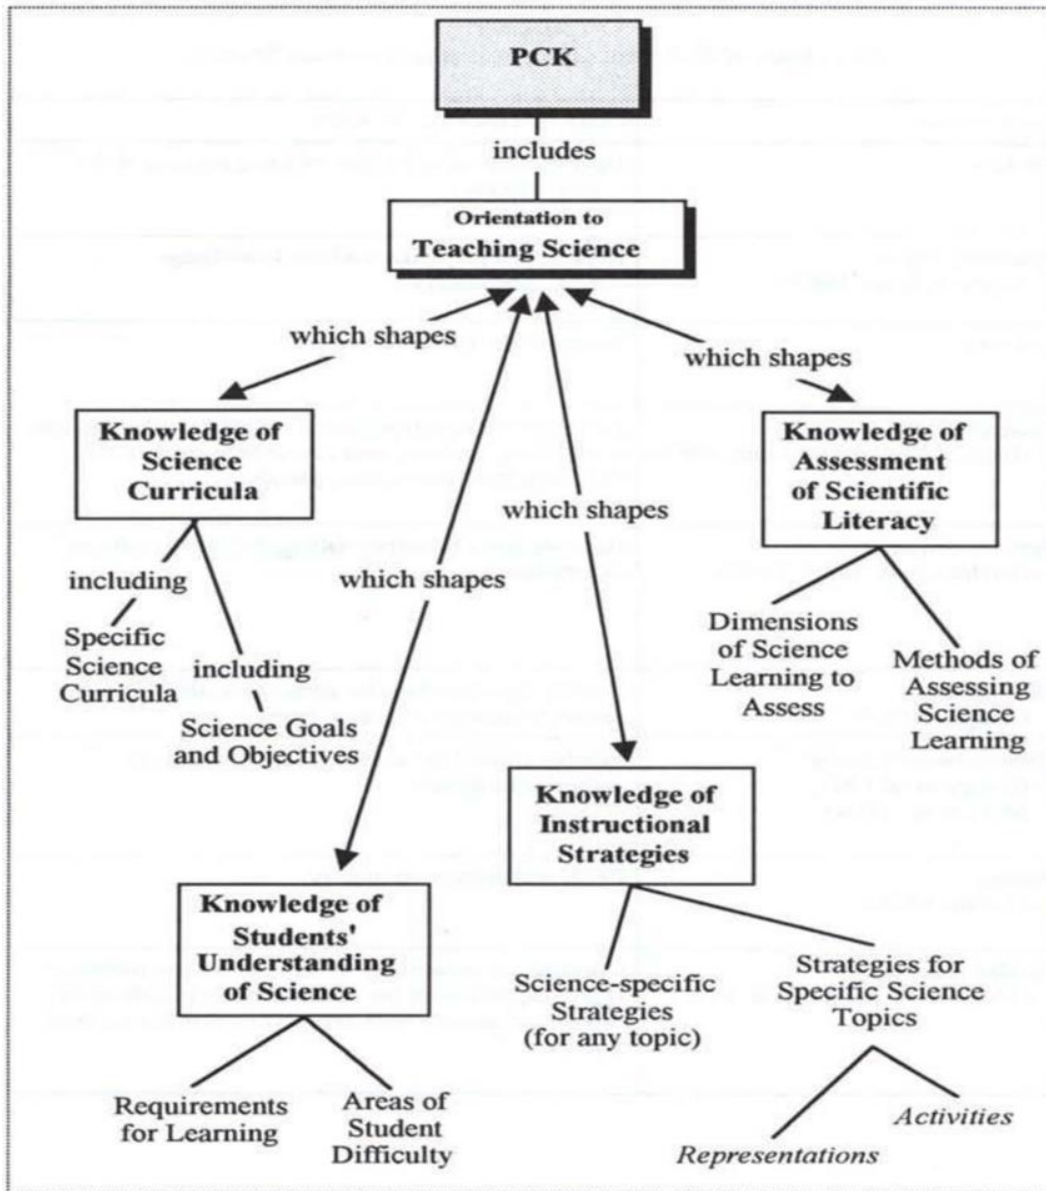 PCK
includes
Orientation to
Teaching Science
which shapes
which shapes
Knowledge of
Science
Curricula
Knowledge of
Assessment
of Scientific
Literacy
which shapes
which shapes
including
Specific
Science
Curricula
including
Science Goals
and Objectives
Dimensions
of Science
Learning to
Assess
Methods of
Assessing
Science
Learning
Knowledge of
Instructional
Strategies
Knowledge of
Students'
Understanding
of Science
Science-specific
Strategies
(for any topic)
Strategies for
Specific Science
Topics
Requirements
for Learning
Areas of
Student
Difficulty
Activities
Representations